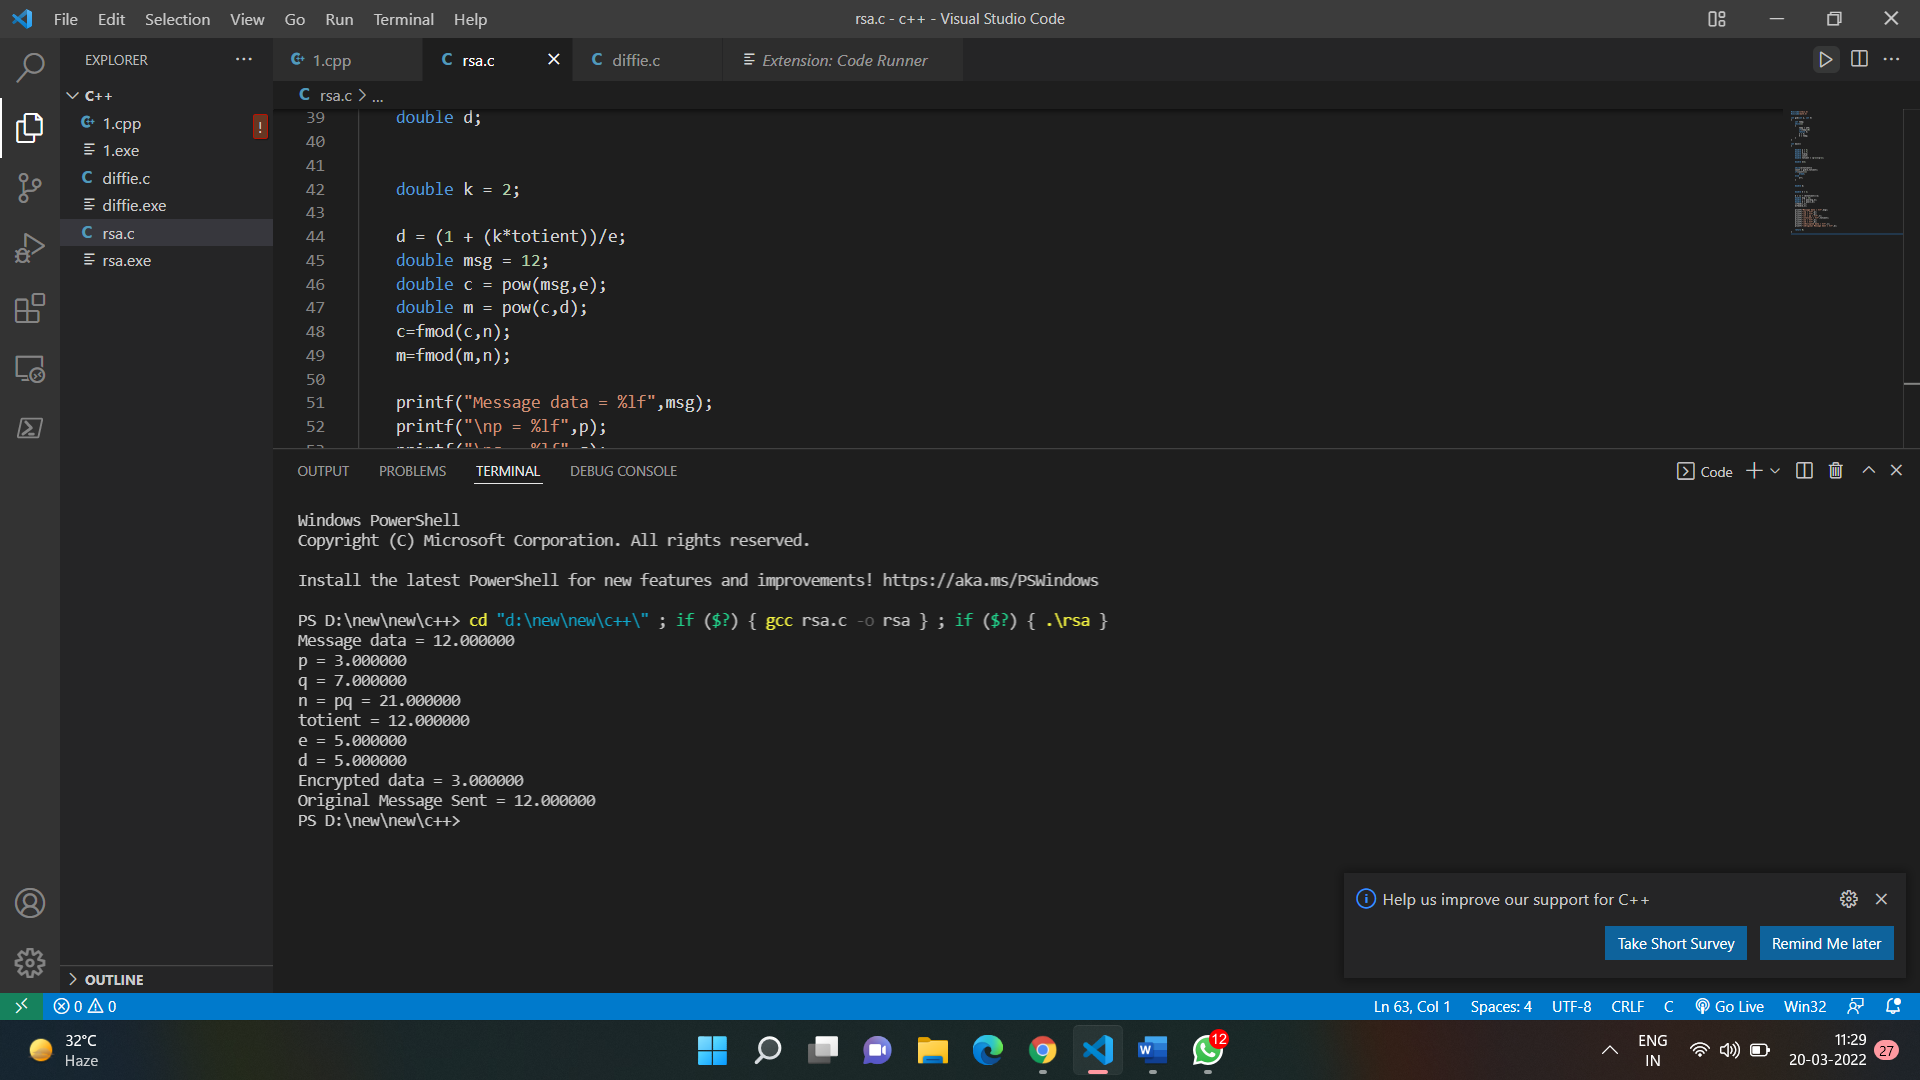 File Edit Selection View Go Run Terminal Help
rsa.c - c++ - Visual Studio Code
EXPLORER
1.cpp
rsa.c
diffie.c
Extension: Code Runner
C++
1.cpp
1.exe
diffie.c
diffie.exe
rsa.c
rsa.exe
OUTLINE
rsa.c > ...
39 double d;
40
41
42 double k = 2;
43
44 d = (1 + (k*totient))/e;
45 double msg = 12;
46 double c = pow(msg,e);
47 double m = pow(c,d);
48 c=fmod(c,n);
49 m=fmod(m,n);
50
51 printf("Message data = %lf",msg);
52 printf("\np = %lf",p);
OUTPUT PROBLEMS TERMINAL DEBUG CONSOLE
Code
Windows PowerShell
Copyright (C) Microsoft Corporation. All rights reserved.
Install the latest PowerShell for new features and improvements! https://aka.ms/PSWindows
PS D:\new\new\c++> cd "d:\new\new\c++\" ; if ($?) { gcc rsa.c -o rsa } ; if ($?) { .\rsa }
Message data = 12.000000
p = 3.000000
q = 7.000000
n = pq = 21.000000
totient = 12.000000
e = 5.000000
d = 5.000000
Encrypted data = 3.000000
Original Message Sent = 12.000000
PS D:\new\new\c++>
Help us improve our support for C++
Take Short Survey
Remind Me later
0 0
Ln 63, Col 1 Spaces: 4 UTF-8 CRLF C Go Live Win32
32°C
Haze
12
ENG
IN
11:29
20-03-2022
27